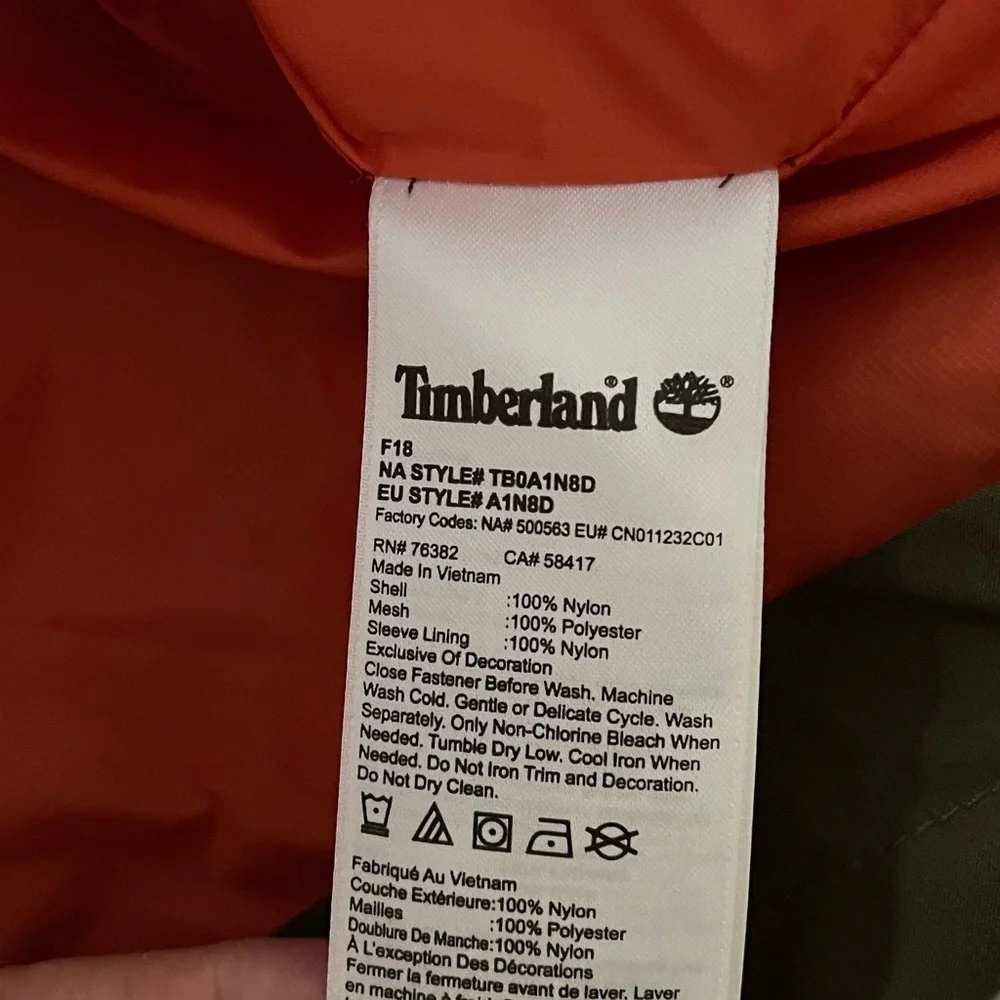 Timberland® ®
F18
NA STYLE# TB0A1N8D
EU STYLE# A1N8D
Factory Codes: NA# 500563 EU# CN011232C01
RN# 76382 CA# 58417
Made In Vietnam
Shell :100% Nylon
Mesh :100% Polyester
Sleeve Lining :100% Nylon
Exclusive Of Decoration
Close Fastener Before Wash. Machine
Wash Cold. Gentle or Delicate Cycle. Wash
Separately. Only Non-Chlorine Bleach When
Needed. Tumble Dry Low. Cool Iron When
Needed. Do Not Iron Trim and Decoration.
Do Not Dry Clean.
Fabriqué Au Vietnam
Couche Extérieure:100% Nylon
Mailles :100% Polyester
Doublure De Manche:100% Nylon
À L'exception Des Décorations
Fermer la fermeture avant de laver. Laver
en machine à